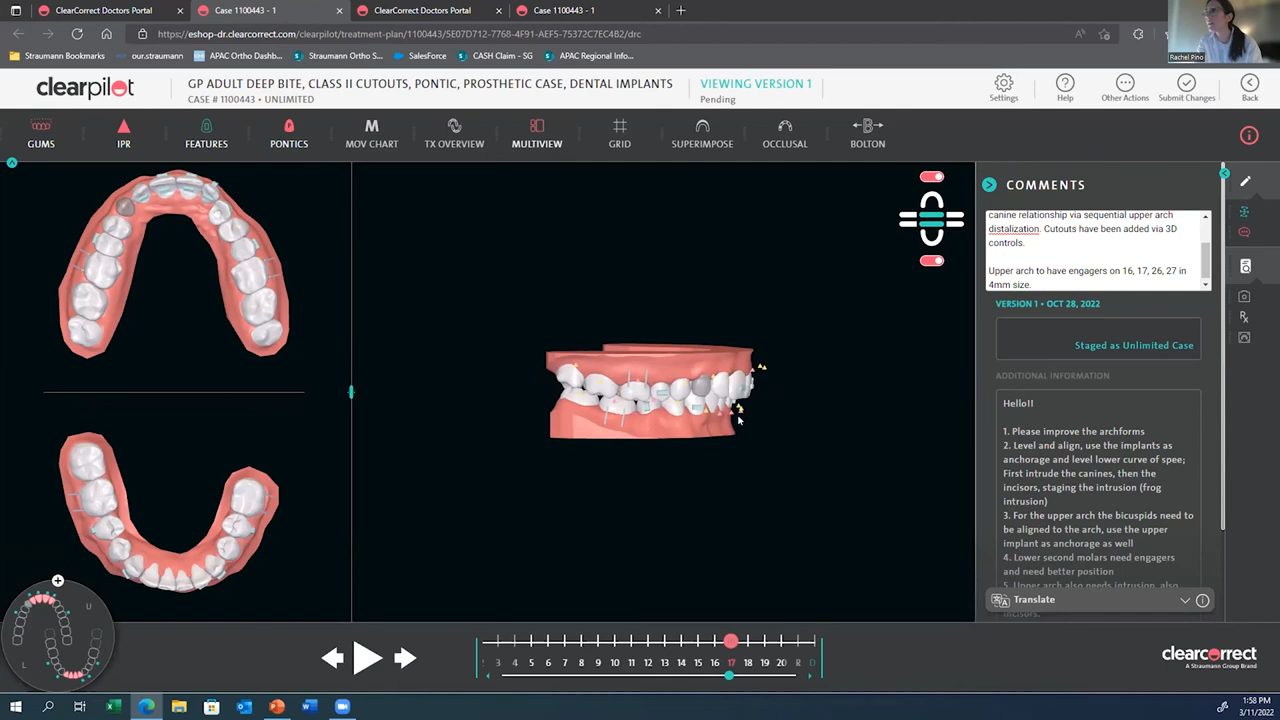 ClearCorrect Doctors Portal
Case 1100443 - 1
ClearCorrect Doctors Portal
Case 1100443 - 1
https://eshop-dr.clearcorrect.com/clearpilot/treatment-plan/1100443/5E07D712-7768-4F91-AEF5-75372C7EC4B2/drc
Straumann Bookmarks
our.straumann
APAC Ortho Dashb...
Straumann Ortho S...
SalesForce
CASH Claim - SG
APAC Regional Info...
Rachel Pino
clearpilot
GP ADULT DEEP BITE, CLASS II CUTOUTS, PONTIC, PROSTHETIC CASE, DENTAL IMPLANTS
CASE # 1100443 • UNLIMITED
VIEWING VERSION 1
Pending
Settings
Help
Other Actions
Submit Changes
Back
GUMS
IPR
FEATURES
PONTICS
M
MOV CHART
TX OVERVIEW
MULTIVIEW
GRID
SUPERIMPOSE
OCCLUSAL
B
BOLTON
COMMENTS
canine relationship via sequential upper arch
distalization. Cutouts have been added via 3D
controls.
Upper arch to have engagers on 16, 17, 26, 27 in
4mm size.
VERSION 1 • OCT 28, 2022
Staged as Unlimited Case
ADDITIONAL INFORMATION
Hello!!
1. Please improve the archforms
2. Level and align, use the implants as
anchorage and level lower curve of spee;
First intrude the canines, then the
incisors, staging the intrusion (frog
intrusion)
3. For the upper arch the bicuspids need to
be aligned to the arch, use the upper
implant as anchorage as well
4. Lower second molars need engagers
and need better position
5. Upper arch also needs intrusion, also
incisors.
Translate
Rx
U
L
3 4 5 6 7 8 9 10 11 12 13 14 15 16 17 18 19 20 R D
clearcorrect
A Straumann Group Brand
1:58 PM
3/11/2022